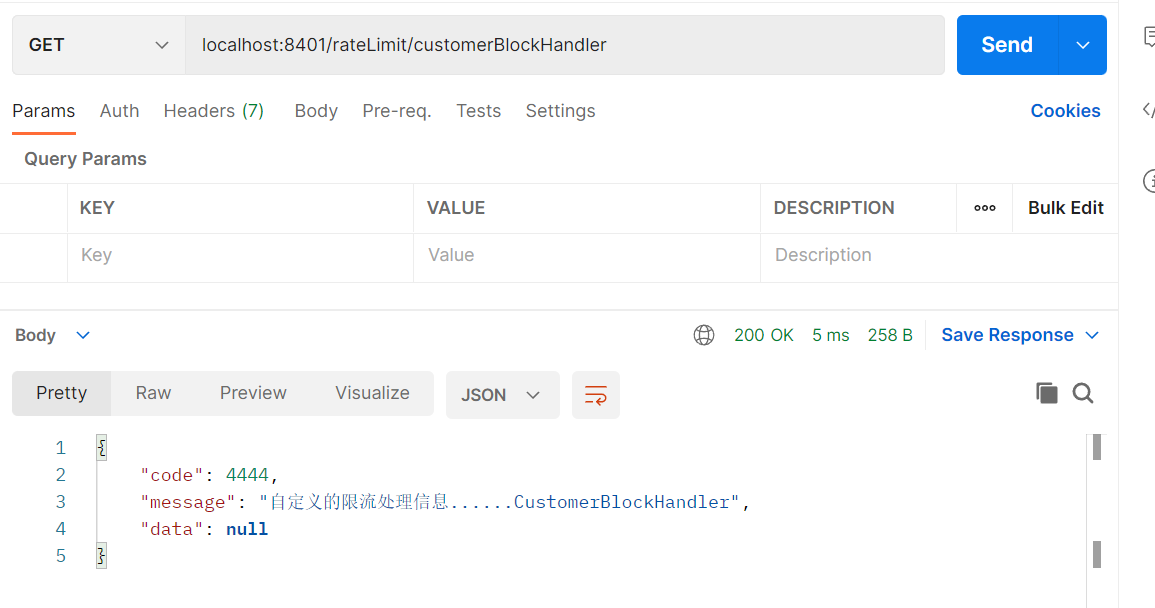 GET localhost:8401/rateLimit/customerBlockHandler Send
Params Auth Headers (7) Body Pre-req. Tests Settings Cookies
Query Params
KEY VALUE DESCRIPTION ooo Bulk Edit
Key Value Description
Body 200 OK 5 ms 258 B Save Response
Pretty Raw Preview Visualize JSON
1 {
2 "code": 4444,
3 "message": "自定义的限流处理信息......CustomerBlockHandler",
4 "data": null
5 }